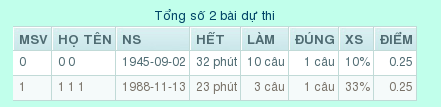 Tổng số 2 bài dự thi
MSV HỌ TÊN NS HẾT LÀM ĐÚNG XS ĐIỂM
0 0 0 1945-09-02 32 phút 10 câu 1 câu 10% 0.25
1 1 1 1 1988-11-13 23 phút 3 câu 1 câu 33% 0.25